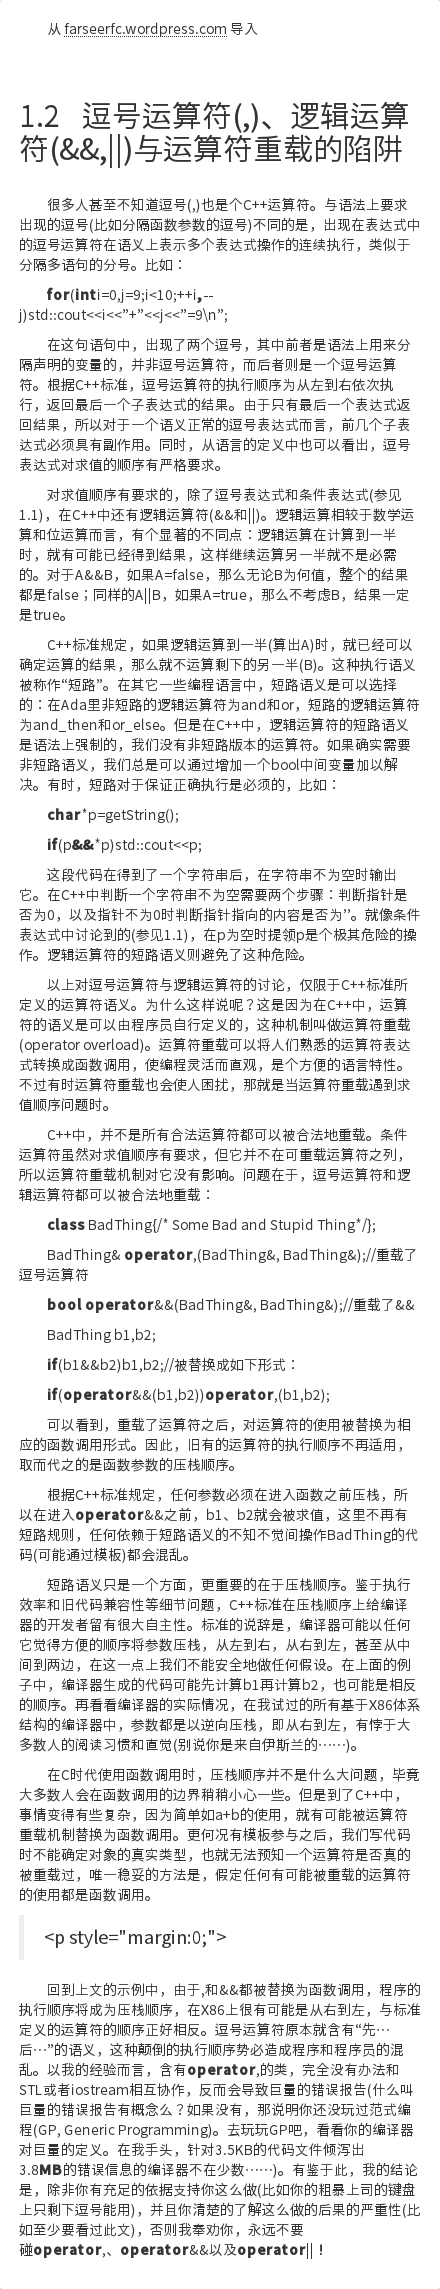 从 farseerfc.wordpress.com 导入
1.2 逗号运算符(,)、逻辑运算
符(&&,||)与运算符重载的陷阱
很多人甚至不知道逗号(,)也是个C++运算符。与语法上要求
出现的逗号(比如分隔函数参数的逗号)不同的是，出现在表达式中
的逗号运算符在语义上表示多个表达式操作的连续执行，类似于
分隔多语句的分号。比如：
for(inti=0,j=9;i<10;++i,--
j)std::cout<<i<<”+”<<j<<”=9\n”;
在这句语句中，出现了两个逗号，其中前者是语法上用来分
隔声明的变量的，并非逗号运算符，而后者则是一个逗号运算
符。根据C++标准，逗号运算符的执行顺序为从左到右依次执
行，返回最后一个子表达式的结果。由于只有最后一个表达式返
回结果，所以对于一个语义正常的逗号表达式而言，前几个子表
达式必须具有副作用。同时，从语言的定义中也可以看出，逗号
表达式对求值的顺序有严格要求。
对求值顺序有要求的，除了逗号表达式和条件表达式(参见
1.1)，在C++中还有逻辑运算符(&&和||)。逻辑运算相较于数学运
算和位运算而言，有个显著的不同点：逻辑运算在计算到一半
时，就有可能已经得到结果，这样继续运算另一半就不是必需
的。对于A&&B，如果A=false，那么无论B为何值，整个的结果
都是false；同样的A||B，如果A=true，那么不考虑B，结果一定
是true。
C++标准规定，如果逻辑运算到一半(算出A)时，就已经可以
确定运算的结果，那么就不运算剩下的另一半(B)。这种执行语义
被称作“短路”。在其它一些编程语言中，短路语义是可以选择
的：在Ada里非短路的逻辑运算符为and和or，短路的逻辑运算符
为and_then和or_else。但是在C++中，逻辑运算符的短路语义
是语法上强制的，我们没有非短路版本的运算符。如果确实需要
非短路语义，我们总是可以通过增加一个bool中间变量加以解
决。有时，短路对于保证正确执行是必须的，比如：
char*p=getString();
if(p&&*p)std::cout<<p;
这段代码在得到了一个字符串后，在字符串不为空时输出
它。在C++中判断一个字符串不为空需要两个步骤：判断指针是
否为0，以及指针不为0时判断指针指向的内容是否为’’。就像条件
表达式中讨论到的(参见1.1)，在p为空时提领p是个极其危险的操
作。逻辑运算符的短路语义则避免了这种危险。
以上对逗号运算符与逻辑运算符的讨论，仅限于C++标准所
定义的运算符语义。为什么这样说呢？这是因为在C++中，运算
符的语义是可以由程序员自行定义的，这种机制叫做运算符重载
(operator overload)。运算符重载可以将人们熟悉的运算符表达
式转换成函数调用，使编程灵活而直观，是个方便的语言特性。
不过有时运算符重载也会使人困扰，那就是当运算符重载遇到求
值顺序问题时。
C++中，并不是所有合法运算符都可以被合法地重载。条件
运算符虽然对求值顺序有要求，但它并不在可重载运算符之列，
所以运算符重载机制对它没有影响。问题在于，逗号运算符和逻
辑运算符都可以被合法地重载：
class BadThing{/* Some Bad and Stupid Thing*/};
BadThing& operator,(BadThing&, BadThing&);//重载了
逗号运算符
bool operator&&(BadThing&, BadThing&);//重载了&&
BadThing b1,b2;
if(b1&&b2)b1,b2;//被替换成如下形式：
if(operator&&(b1,b2))operator,(b1,b2);
可以看到，重载了运算符之后，对运算符的使用被替换为相
应的函数调用形式。因此，旧有的运算符的执行顺序不再适用，
取而代之的是函数参数的压栈顺序。
根据C++标准规定，任何参数必须在进入函数之前压栈，所
以在进入operator&&之前，b1、b2就会被求值，这里不再有
短路规则，任何依赖于短路语义的不知不觉间操作BadThing的代
码(可能通过模板)都会混乱。
短路语义只是一个方面，更重要的在于压栈顺序。鉴于执行
效率和旧代码兼容性等细节问题，C++标准在压栈顺序上给编译
器的开发者留有很大自主性。标准的说辞是，编译器可能以任何
它觉得方便的顺序将参数压栈，从左到右，从右到左，甚至从中
间到两边，在这一点上我们不能安全地做任何假设。在上面的例
子中，编译器生成的代码可能先计算b1再计算b2，也可能是相反
的顺序。再看看编译器的实际情况，在我试过的所有基于X86体系
结构的编译器中，参数都是以逆向压栈，即从右到左，有悖于大
多数人的阅读习惯和直觉(别说你是来自伊斯兰的……)。
在C时代使用函数调用时，压栈顺序并不是什么大问题，毕竟
大多数人会在函数调用的边界稍稍小心一些。但是到了C++中，
事情变得有些复杂，因为简单如a+b的使用，就有可能被运算符
重载机制替换为函数调用。更何况有模板参与之后，我们写代码
时不能确定对象的真实类型，也就无法预知一个运算符是否真的
被重载过，唯一稳妥的方法是，假定任何有可能被重载的运算符
的使用都是函数调用。
<p style="margin:0;">
回到上文的示例中，由于,和&&都被替换为函数调用，程序的
执行顺序将成为压栈顺序，在X86上很有可能是从右到左，与标准
定义的运算符的顺序正好相反。逗号运算符原本就含有“先…
后…”的语义，这种颠倒的执行顺序势必造成程序和程序员的混
乱。以我的经验而言，含有operator,的类，完全没有办法和
STL或者iostream相互协作，反而会导致巨量的错误报告(什么叫
巨量的错误报告有概念么？如果没有，那说明你还没玩过范式编
程(GP, Generic Programming)。去玩玩GP吧，看看你的编译器
对巨量的定义。在我手头，针对3.5KB的代码文件倾泻出
3.8MB的错误信息的编译器不在少数……)。有鉴于此，我的结论
是，除非你有充足的依据支持你这么做(比如你的粗暴上司的键盘
上只剩下逗号能用)，并且你清楚的了解这么做的后果的严重性(比
如至少要看过此文)，否则我奉劝你，永远不要
碰operator,、operator&&以及operator||！